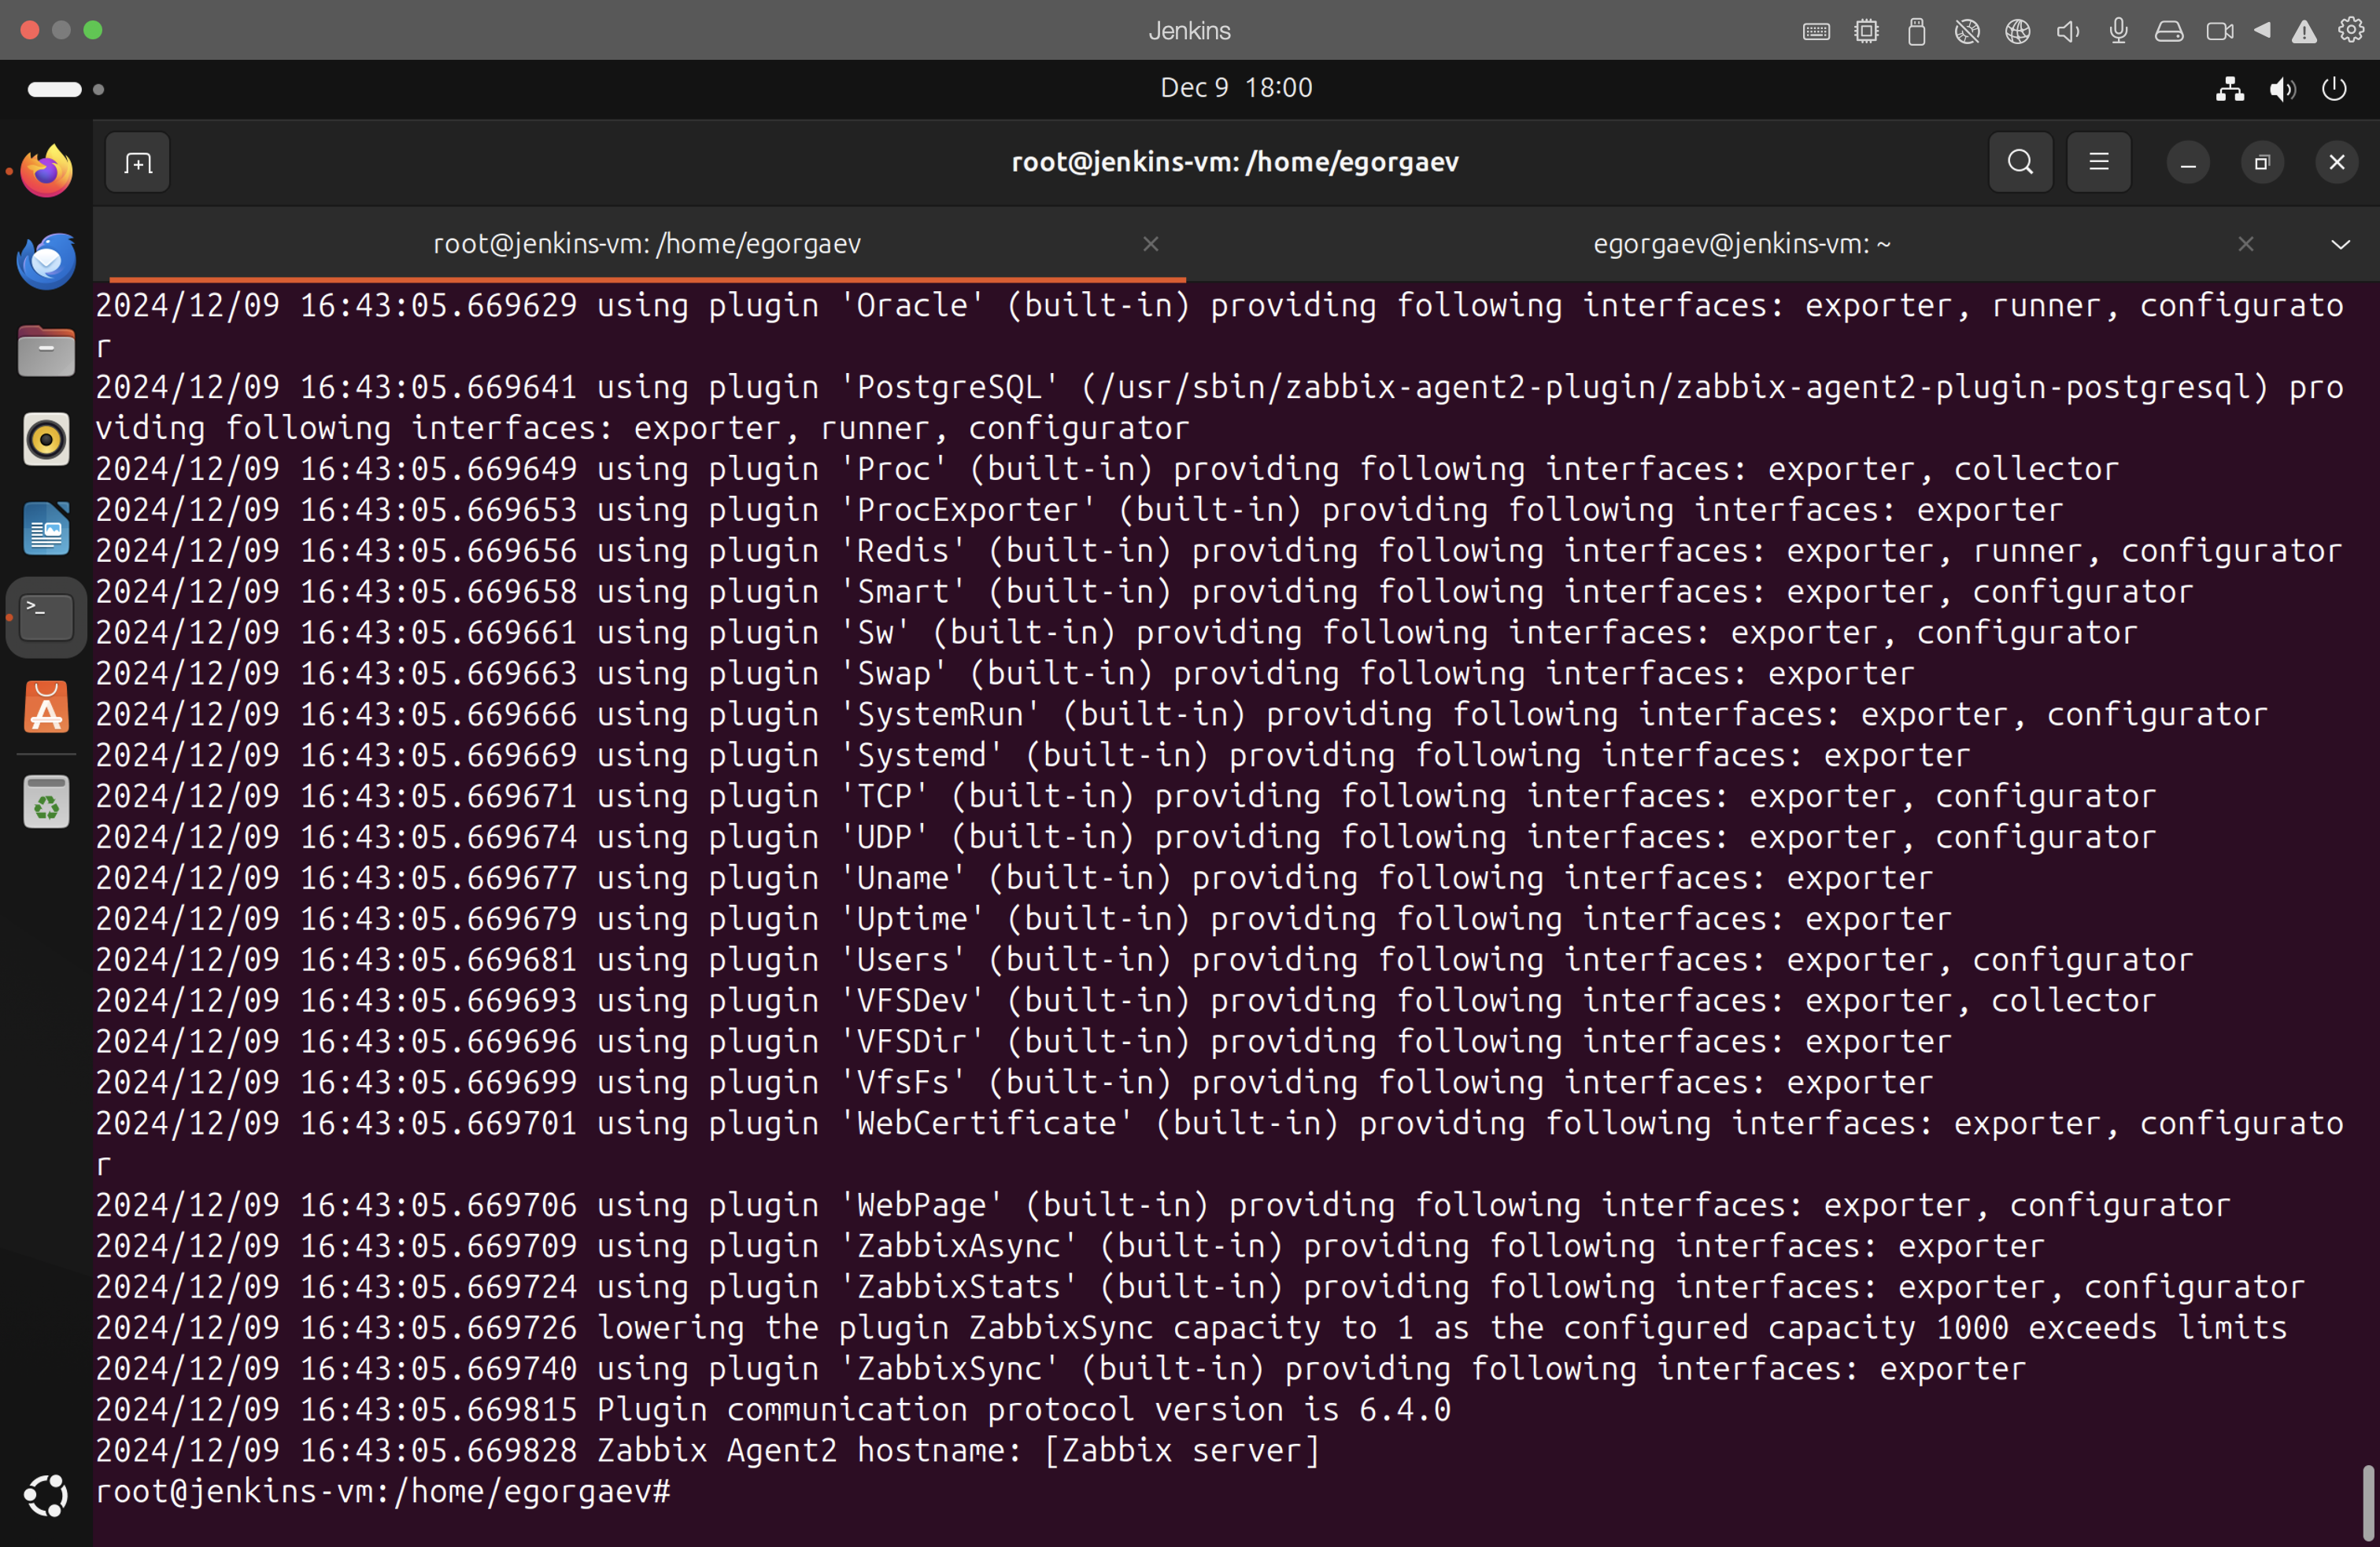 Jenkins
Dec 9 18:00
root@jenkins-vm: /home/egorgaev
root@jenkins-vm: /home/egorgaev
egorgaev@jenkins-vm: ~
2024/12/09 16:43:05.669629 using plugin 'Oracle' (built-in) providing following interfaces: exporter, runner, configurato
r
2024/12/09 16:43:05.669641 using plugin 'PostgreSQL' (/usr/sbin/zabbix-agent2-plugin/zabbix-agent2-plugin-postgresql) pro
viding following interfaces: exporter, runner, configurator
2024/12/09 16:43:05.669649 using plugin 'Proc' (built-in) providing following interfaces: exporter, collector
2024/12/09 16:43:05.669653 using plugin 'ProcExporter' (built-in) providing following interfaces: exporter
2024/12/09 16:43:05.669656 using plugin 'Redis' (built-in) providing following interfaces: exporter, runner, configurator
2024/12/09 16:43:05.669658 using plugin 'Smart' (built-in) providing following interfaces: exporter, configurator
2024/12/09 16:43:05.669661 using plugin 'Sw' (built-in) providing following interfaces: exporter, configurator
2024/12/09 16:43:05.669663 using plugin 'Swap' (built-in) providing following interfaces: exporter
2024/12/09 16:43:05.669666 using plugin 'SystemRun' (built-in) providing following interfaces: exporter, configurator
2024/12/09 16:43:05.669669 using plugin 'Systemd' (built-in) providing following interfaces: exporter
2024/12/09 16:43:05.669671 using plugin 'TCP' (built-in) providing following interfaces: exporter, configurator
2024/12/09 16:43:05.669674 using plugin 'UDP' (built-in) providing following interfaces: exporter, configurator
2024/12/09 16:43:05.669677 using plugin 'Uname' (built-in) providing following interfaces: exporter
2024/12/09 16:43:05.669679 using plugin 'Uptime' (built-in) providing following interfaces: exporter
2024/12/09 16:43:05.669681 using plugin 'Users' (built-in) providing following interfaces: exporter, configurator
2024/12/09 16:43:05.669693 using plugin 'VFSDev' (built-in) providing following interfaces: exporter, collector
2024/12/09 16:43:05.669696 using plugin 'VFSDir' (built-in) providing following interfaces: exporter
2024/12/09 16:43:05.669699 using plugin 'VfsFs' (built-in) providing following interfaces: exporter
2024/12/09 16:43:05.669701 using plugin 'WebCertificate' (built-in) providing following interfaces: exporter, configurato
r
2024/12/09 16:43:05.669706 using plugin 'WebPage' (built-in) providing following interfaces: exporter, configurator
2024/12/09 16:43:05.669709 using plugin 'ZabbixAsync' (built-in) providing following interfaces: exporter
2024/12/09 16:43:05.669724 using plugin 'ZabbixStats' (built-in) providing following interfaces: exporter, configurator
2024/12/09 16:43:05.669726 lowering the plugin ZabbixSync capacity to 1 as the configured capacity 1000 exceeds limits
2024/12/09 16:43:05.669740 using plugin 'ZabbixSync' (built-in) providing following interfaces: exporter
2024/12/09 16:43:05.669815 Plugin communication protocol version is 6.4.0
2024/12/09 16:43:05.669828 Zabbix Agent2 hostname: [Zabbix server]
root@jenkins-vm:/home/egorgaev#